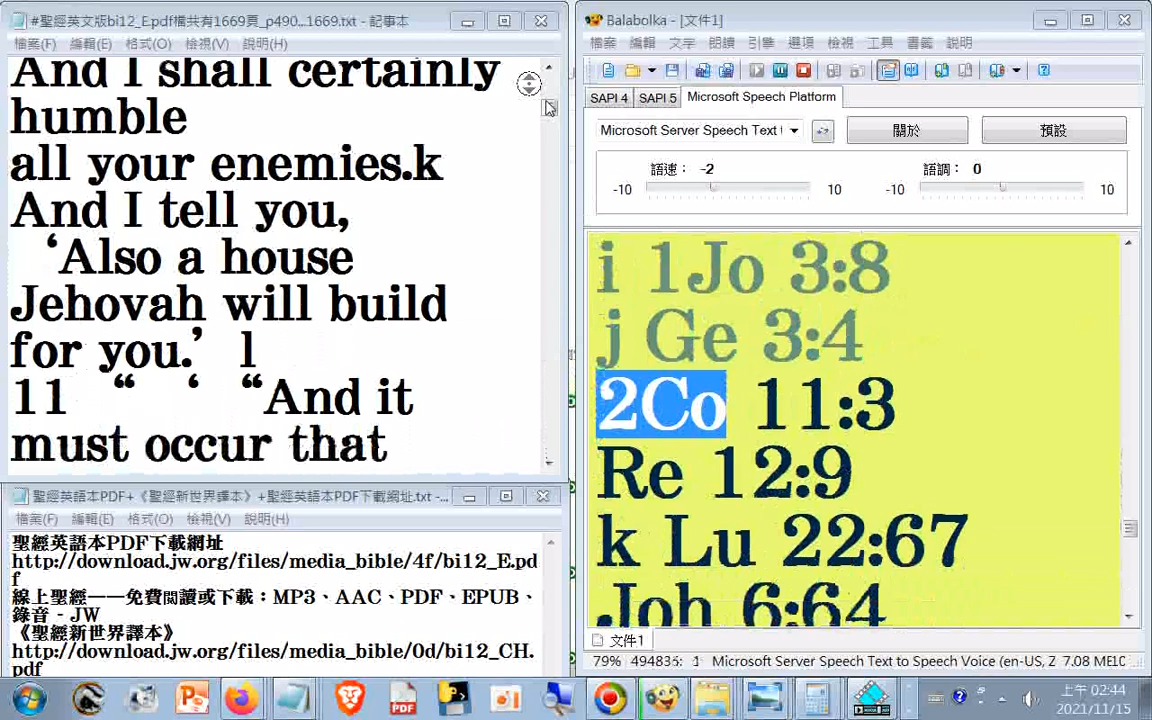 #聖經英文版bi12_E.pdf檔共有1669頁_p490...1669.txt - 記事本
檔案(F) 編輯(E) 格式(O) 檢視(V) 說明(H)
And I shall certainly
humble
all your enemies.k
And I tell you,
‘Also a house
Jehovah will build
for you.’ l
11 “ ‘ “And it
must occur that
聖經英語本PDF+《聖經新世界譯本》+聖經英語本PDF下載網址.txt -...
檔案(F) 編輯(E) 格式(O) 檢視(V) 說明(H)
聖經英語本PDF下載網址
http://download.jw.org/files/media_bible/4f/bi12_E.pd
f
線上聖經——免費閱讀或下載：MP3、AAC、PDF、EPUB、
錄音 - JW
《聖經新世界譯本》
http://download.jw.org/files/media_bible/0d/bi12_CH.
pdf
Balabolka - [文件1]
檔案 編輯 文字 朗讀 引擎 選項 檢視 工具 書籤 說明
SAPI 4 SAPI 5 Microsoft Speech Platform
Microsoft Server Speech Text t 關於 預設
語速： -2 語調： 0
-10 10 -10 10
i 1Jo 3:8
j Ge 3:4
2Co 11:3
Re 12:9
k Lu 22:67
Joh 6:64
文件1
79% 494836: 1 Microsoft Server Speech Text to Speech Voice (en-US, Z 7.08 ME
PDF
上午 02:44
2021/11/15